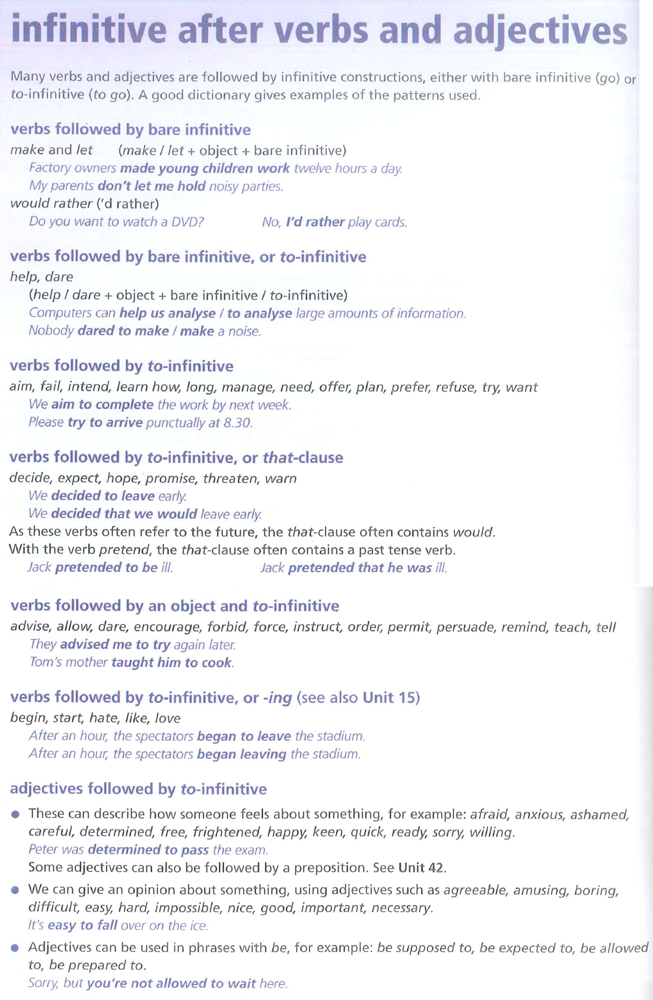 infinitive after verbs and adjectives
Many verbs and adjectives are followed by infinitive constructions, either with bare infinitive (go) or
to-infinitive (to go). A good dictionary gives examples of the patterns used.
verbs followed by bare infinitive
make and let (make / let + object + bare infinitive)
Factory owners made young children work twelve hours a day.
My parents don't let me hold noisy parties.
would rather ('d rather)
Do you want to watch a DVD? No, I'd rather play cards.
verbs followed by bare infinitive, or to-infinitive
help, dare
(help / dare + object + bare infinitive / to-infinitive)
Computers can help us analyse / to analyse large amounts of information.
Nobody dared to make / make a noise.
verbs followed by to-infinitive
aim, fail, intend, learn how, long, manage, need, offer, plan, prefer, refuse, try, want
We aim to complete the work by next week.
Please try to arrive punctually at 8.30.
verbs followed by to-infinitive, or that-clause
decide, expect, hope, promise, threaten, warn
We decided to leave early.
We decided that we would leave early.
As these verbs often refer to the future, the that-clause often contains would.
With the verb pretend, the that-clause often contains a past tense verb.
Jack pretended to be ill. Jack pretended that he was ill.
verbs followed by an object and to-infinitive
advise, allow, dare, encourage, forbid, force, instruct, order, permit, persuade, remind, teach, tell
They advised me to try again later.
Tom's mother taught him to cook.
verbs followed by to-infinitive, or -ing (see also Unit 15)
begin, start, hate, like, love
After an hour, the spectators began to leave the stadium.
After an hour, the spectators began leaving the stadium.
adjectives followed by to-infinitive
• These can describe how someone feels about something, for example: afraid, anxious, ashamed,
careful, determined, free, frightened, happy, keen, quick, ready, sorry, willing.
Peter was determined to pass the exam.
Some adjectives can also be followed by a preposition. See Unit 42.
• We can give an opinion about something, using adjectives such as agreeable, amusing, boring,
difficult, easy, hard, impossible, nice, good, important, necessary.
It's easy to fall over on the ice.
• Adjectives can be used in phrases with be, for example: be supposed to, be expected to, be allowed
to, be prepared to.
Sorry, but you're not allowed to wait here.